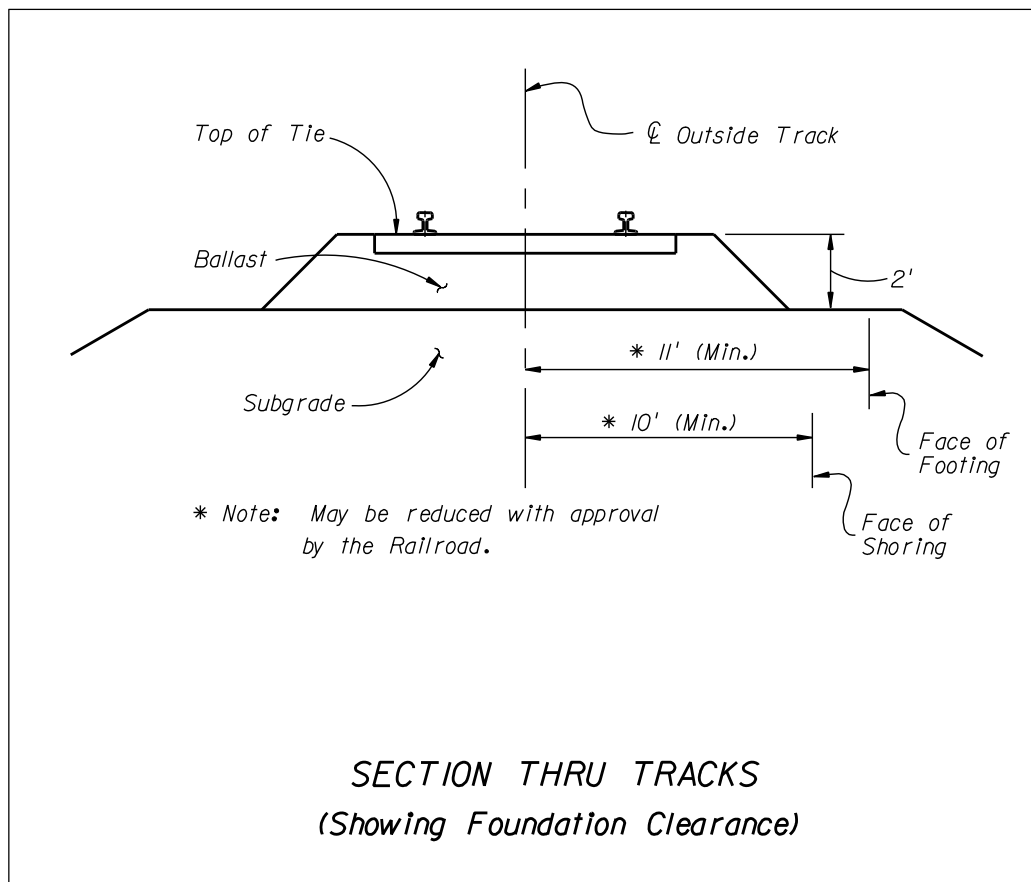 Top of Tie
℄ Outside Track
Ballast
2'
* 11' (Min.)
Subgrade
* 10' (Min.)
Face of
Footing
* Note: May be reduced with approval
by the Railroad.
Face of
Shoring
SECTION THRU TRACKS
(Showing Foundation Clearance)